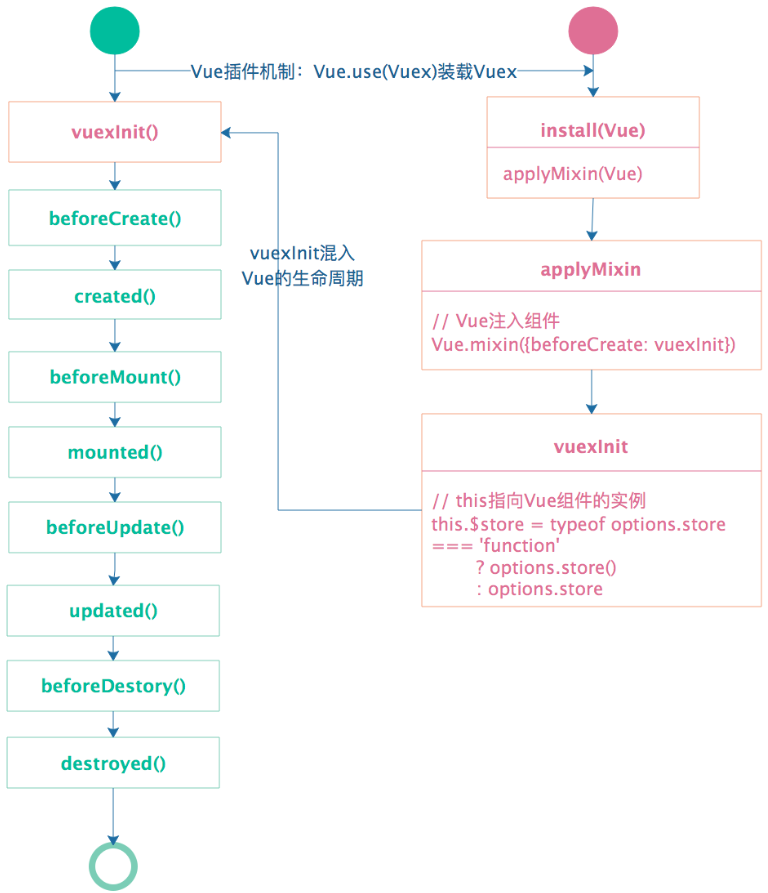 Vue插件机制：Vue.use(Vuex)装载Vuex
vuexInit()
beforeCreate()
created()
beforeMount()
mounted()
beforeUpdate()
updated()
beforeDestory()
destroyed()
vuexInit混入
Vue的生命周期
install(Vue)
applyMixin(Vue)
applyMixin
// Vue注入组件
Vue.mixin({beforeCreate: vuexInit})
vuexInit
// this指向Vue组件的实例
this.$store = typeof options.store
=== 'function'
? options.store()
: options.store